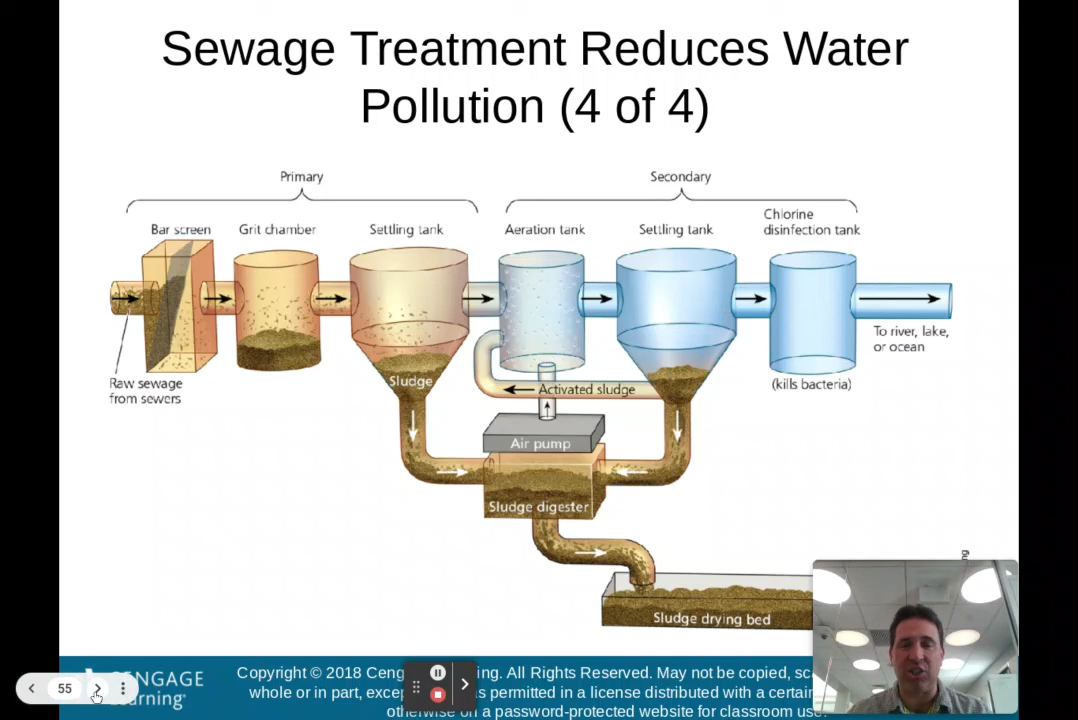 Sewage Treatment Reduces Water
Pollution (4 of 4)
Primary
Secondary
Bar screen
Grit chamber
Settling tank
Aeration tank
Settling tank
Chlorine
disinfection tank
To river, lake,
or ocean
(kills bacteria)
Raw sewage
from sewers
Sludge
Activated sludge
Air pump
Sludge digester
Sludge drying bed
ng
55
CENGAGE
Learning
Copyright © 2018 Ceng ing. All Rights Reserved. May not be copied,
whole or in part, s permitted in a license distributed with a certain
otherwise on a password-protected website for classroom use.